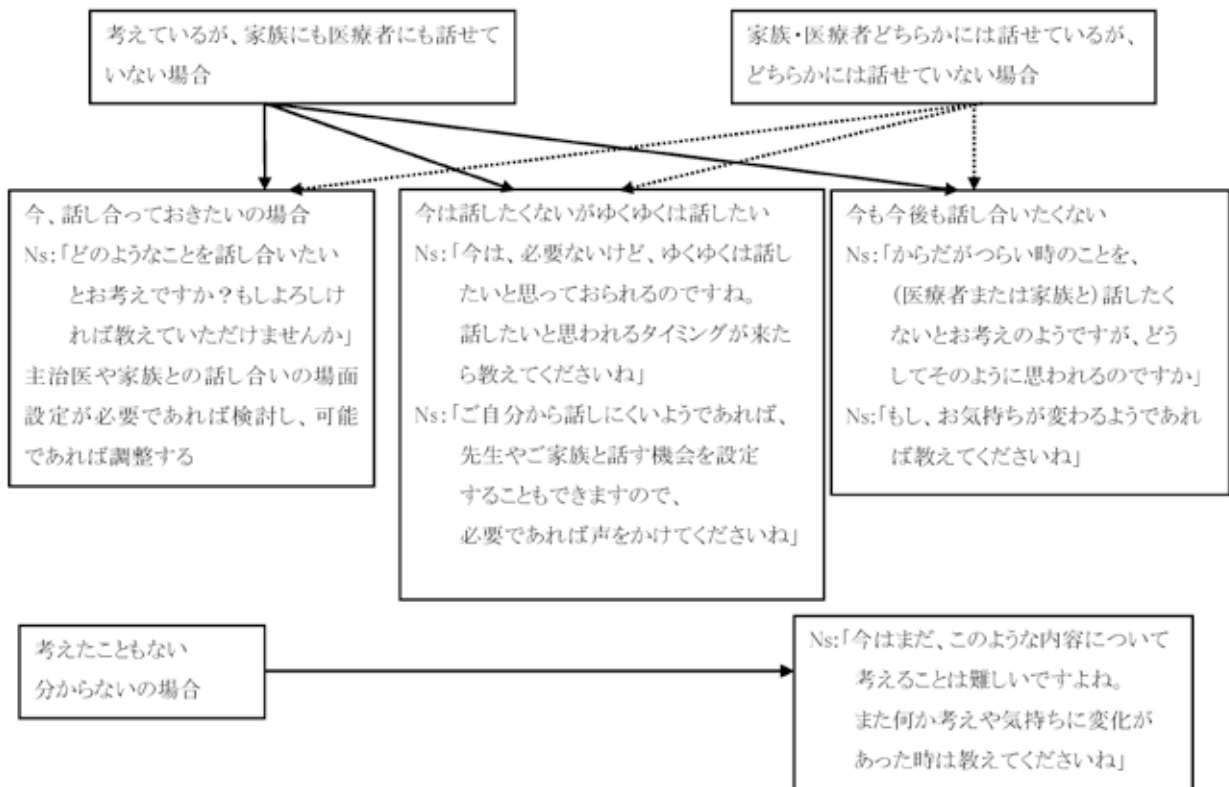 考えているが、家族にも医療者にも話せて
いない場合
家族・医療者どちらかには話せているが、
どちらかには話せていない場合
今、話し合っておきたいの場合
Ns:「どのようなことを話し合いたい
とお考えですか？もしよろしけ
れば教えていただけませんか」
主治医や家族との話し合いの場面
設定が必要であれば検討し、可能
であれば調整する
今は話したくないがゆくゆくは話したい
Ns:「今は、必要ないけど、ゆくゆくは話し
たいと思っておられるのですね。
話したいと思われるタイミングが来た
ら教えてくださいね」
Ns:「ご自分から話しにくいようであれば、
先生やご家族と話す機会を設定
することもできますので、
必要であれば声をかけてくださいね」
今も今後も話し合いたくない
Ns:「からだがつらい時のことを、
（医療者または家族と）話したく
ないとお考えのようですが、どう
してそのように思われるのですか」
Ns:「もし、お気持ちが変わるようであれ
ば教えてくださいね」
考えたこともない
分からないの場合
Ns:「今はまだ、このような内容について
考えることは難しいですよね。
また何か考えや気持ちに変化が
あった時は教えてくださいね」